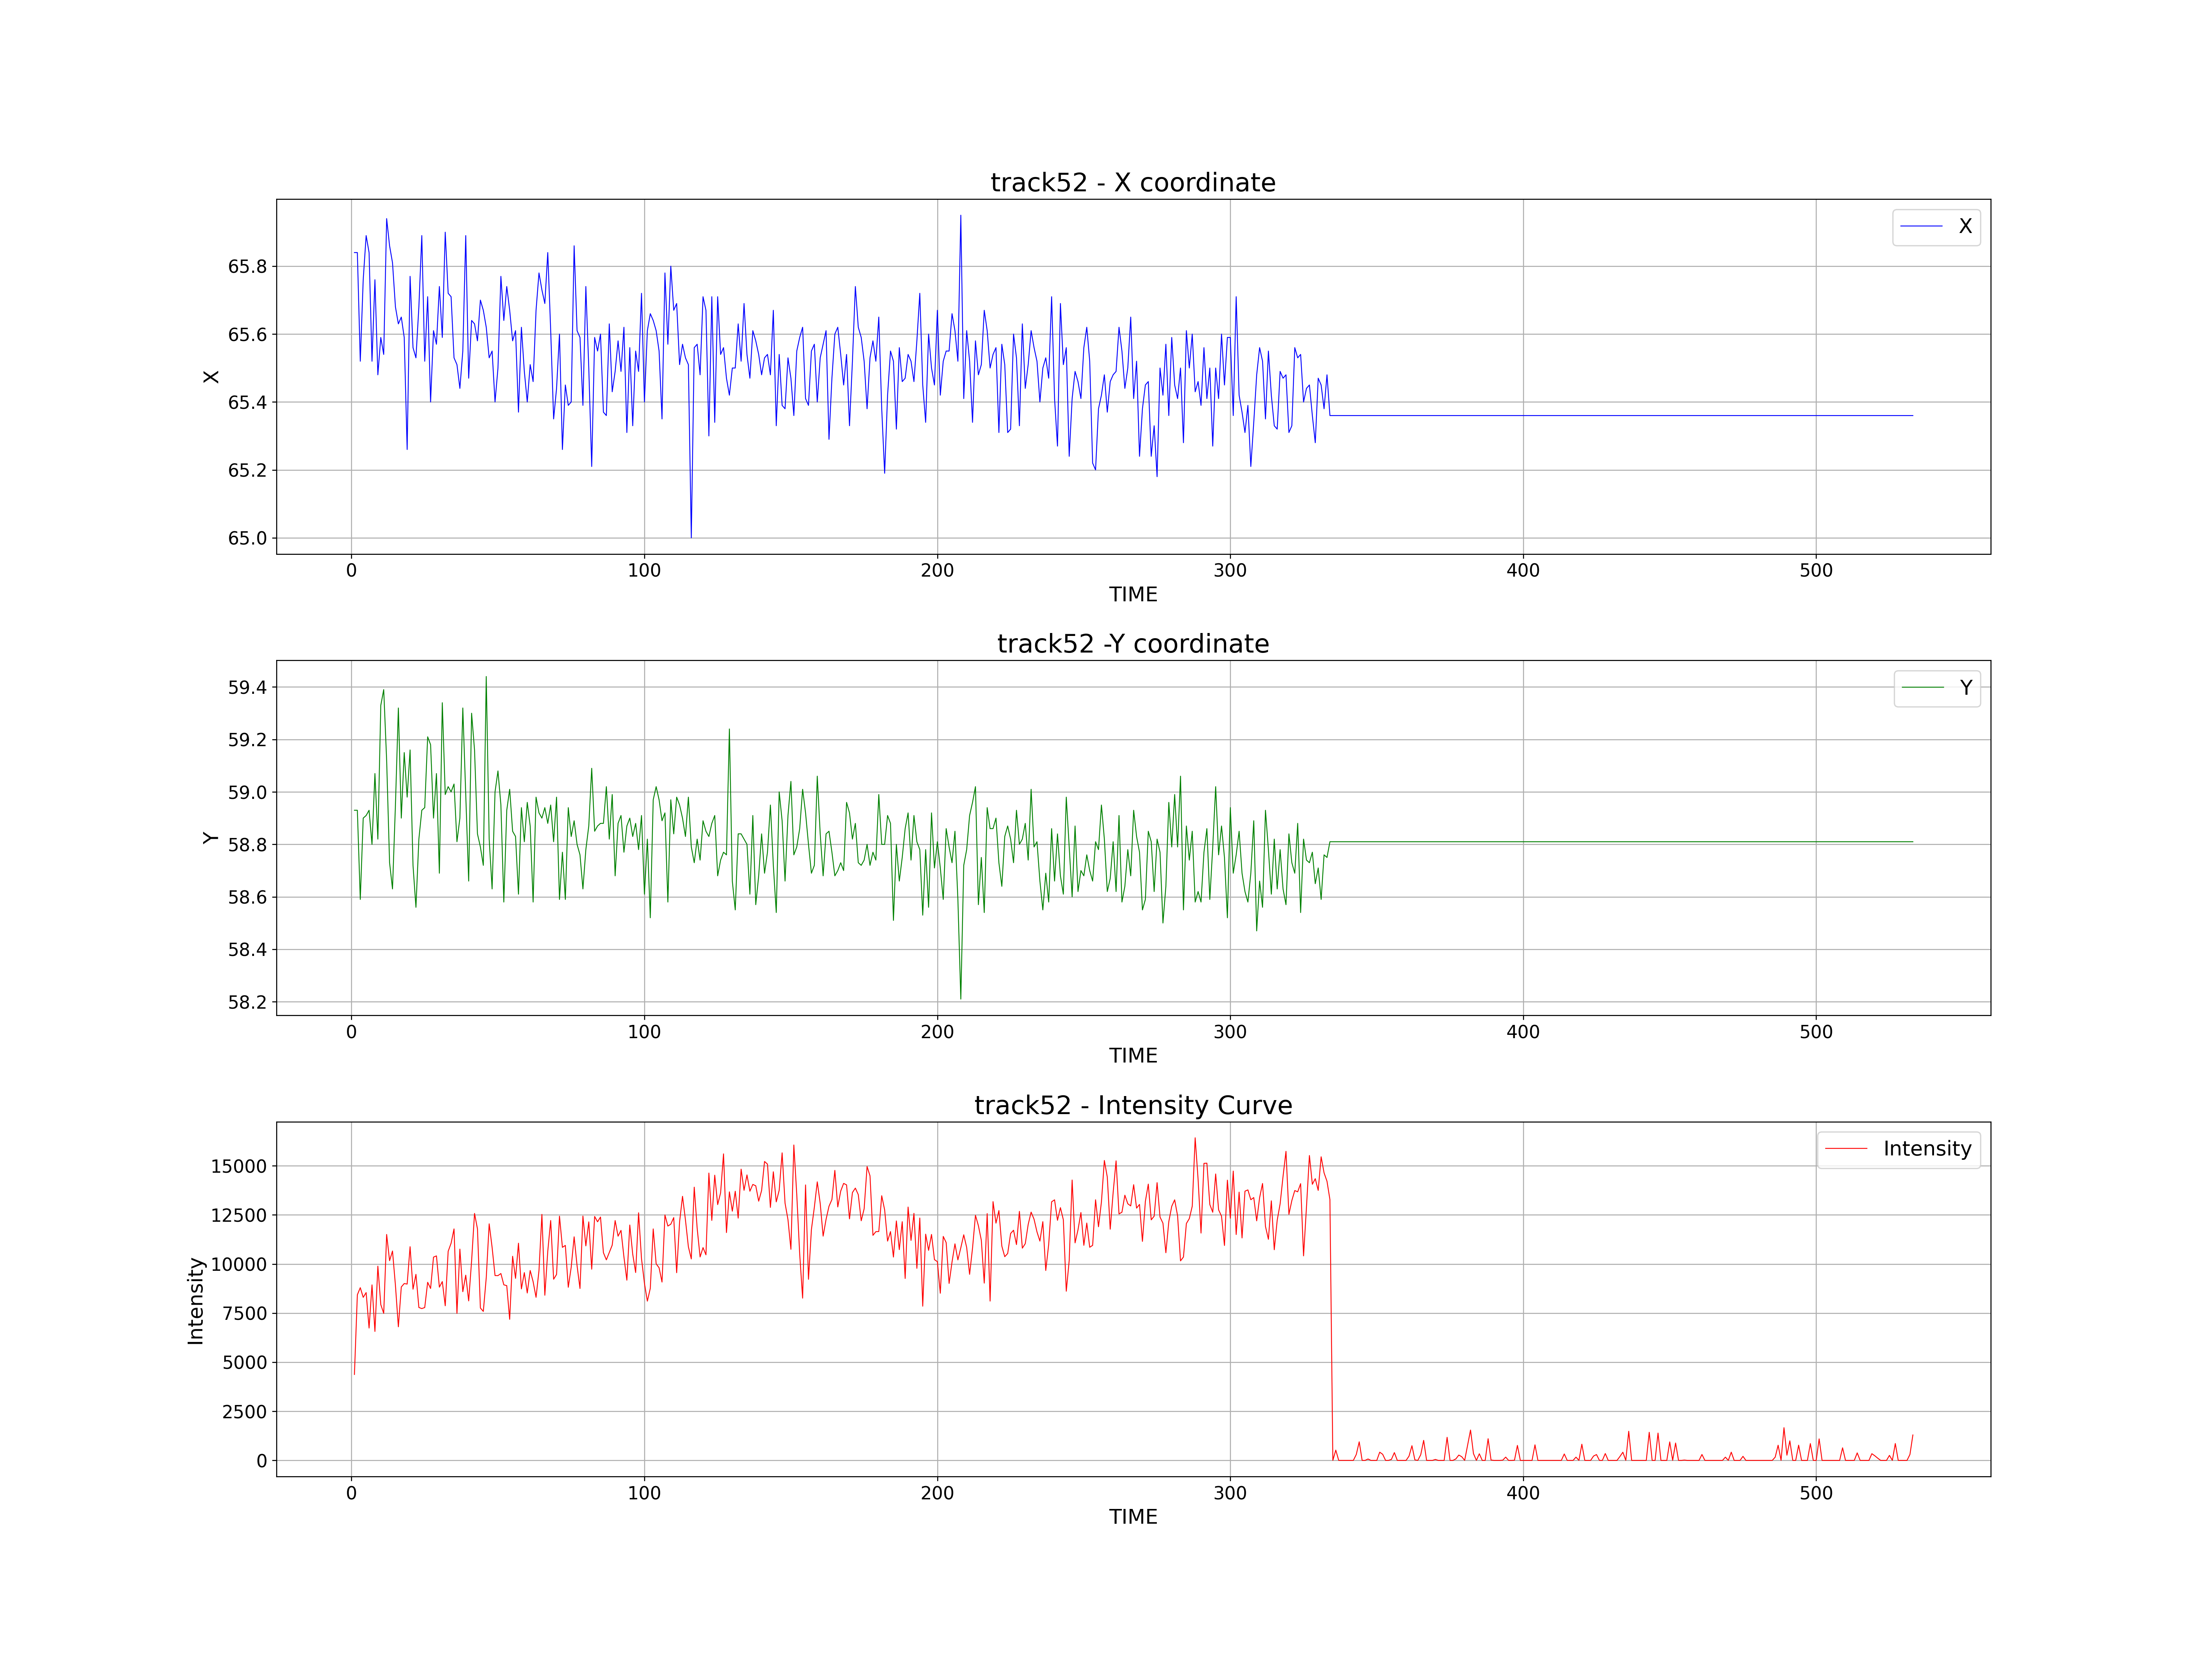 track52 - X coordinate
X
65.8
65.6
65.4
65.2
65.0
X
0 100 200 300 400 500
TIME
track52 -Y coordinate
Y
59.4
59.2
59.0
58.8
58.6
58.4
58.2
Y
0 100 200 300 400 500
TIME
track52 - Intensity Curve
Intensity
15000
12500
10000
7500
5000
2500
0
Intensity
0 100 200 300 400 500
TIME